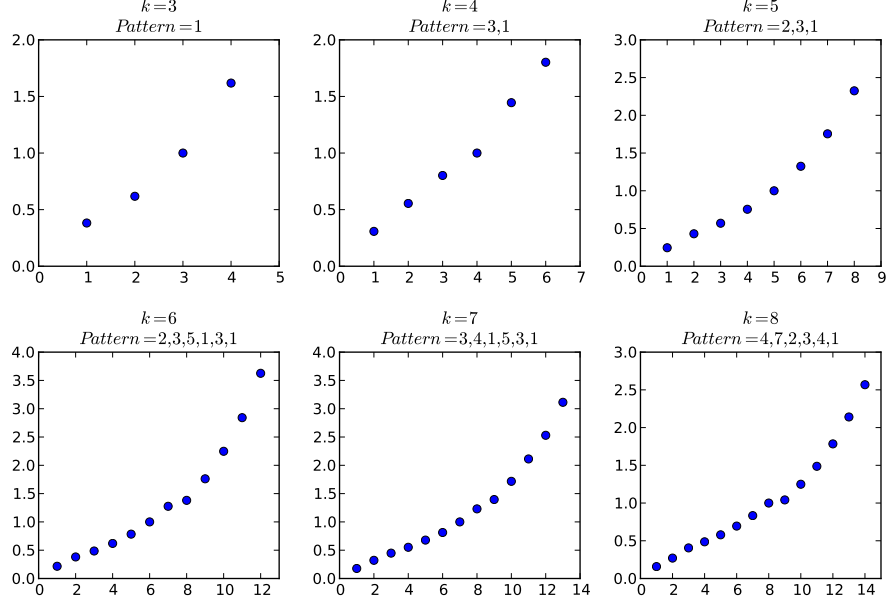 k=3
Pattern=1
2.0
1.5
1.0
0.5
0.0
0 1 2 3 4 5
k=4
Pattern=3,1
2.0
1.5
1.0
0.5
0.0
0 1 2 3 4 5 6 7
k=5
Pattern=2,3,1
3.0
2.5
2.0
1.5
1.0
0.5
0.0
0 1 2 3 4 5 6 7 8 9
k=6
Pattern=2,3,5,1,3,1
4.0
3.5
3.0
2.5
2.0
1.5
1.0
0.5
0.0
0 2 4 6 8 10 12
k=7
Pattern=3,4,1,5,3,1
4.0
3.5
3.0
2.5
2.0
1.5
1.0
0.5
0.0
0 2 4 6 8 10 12 14
k=8
Pattern=4,7,2,3,4,1
3.0
2.5
2.0
1.5
1.0
0.5
0.0
0 2 4 6 8 10 12 14